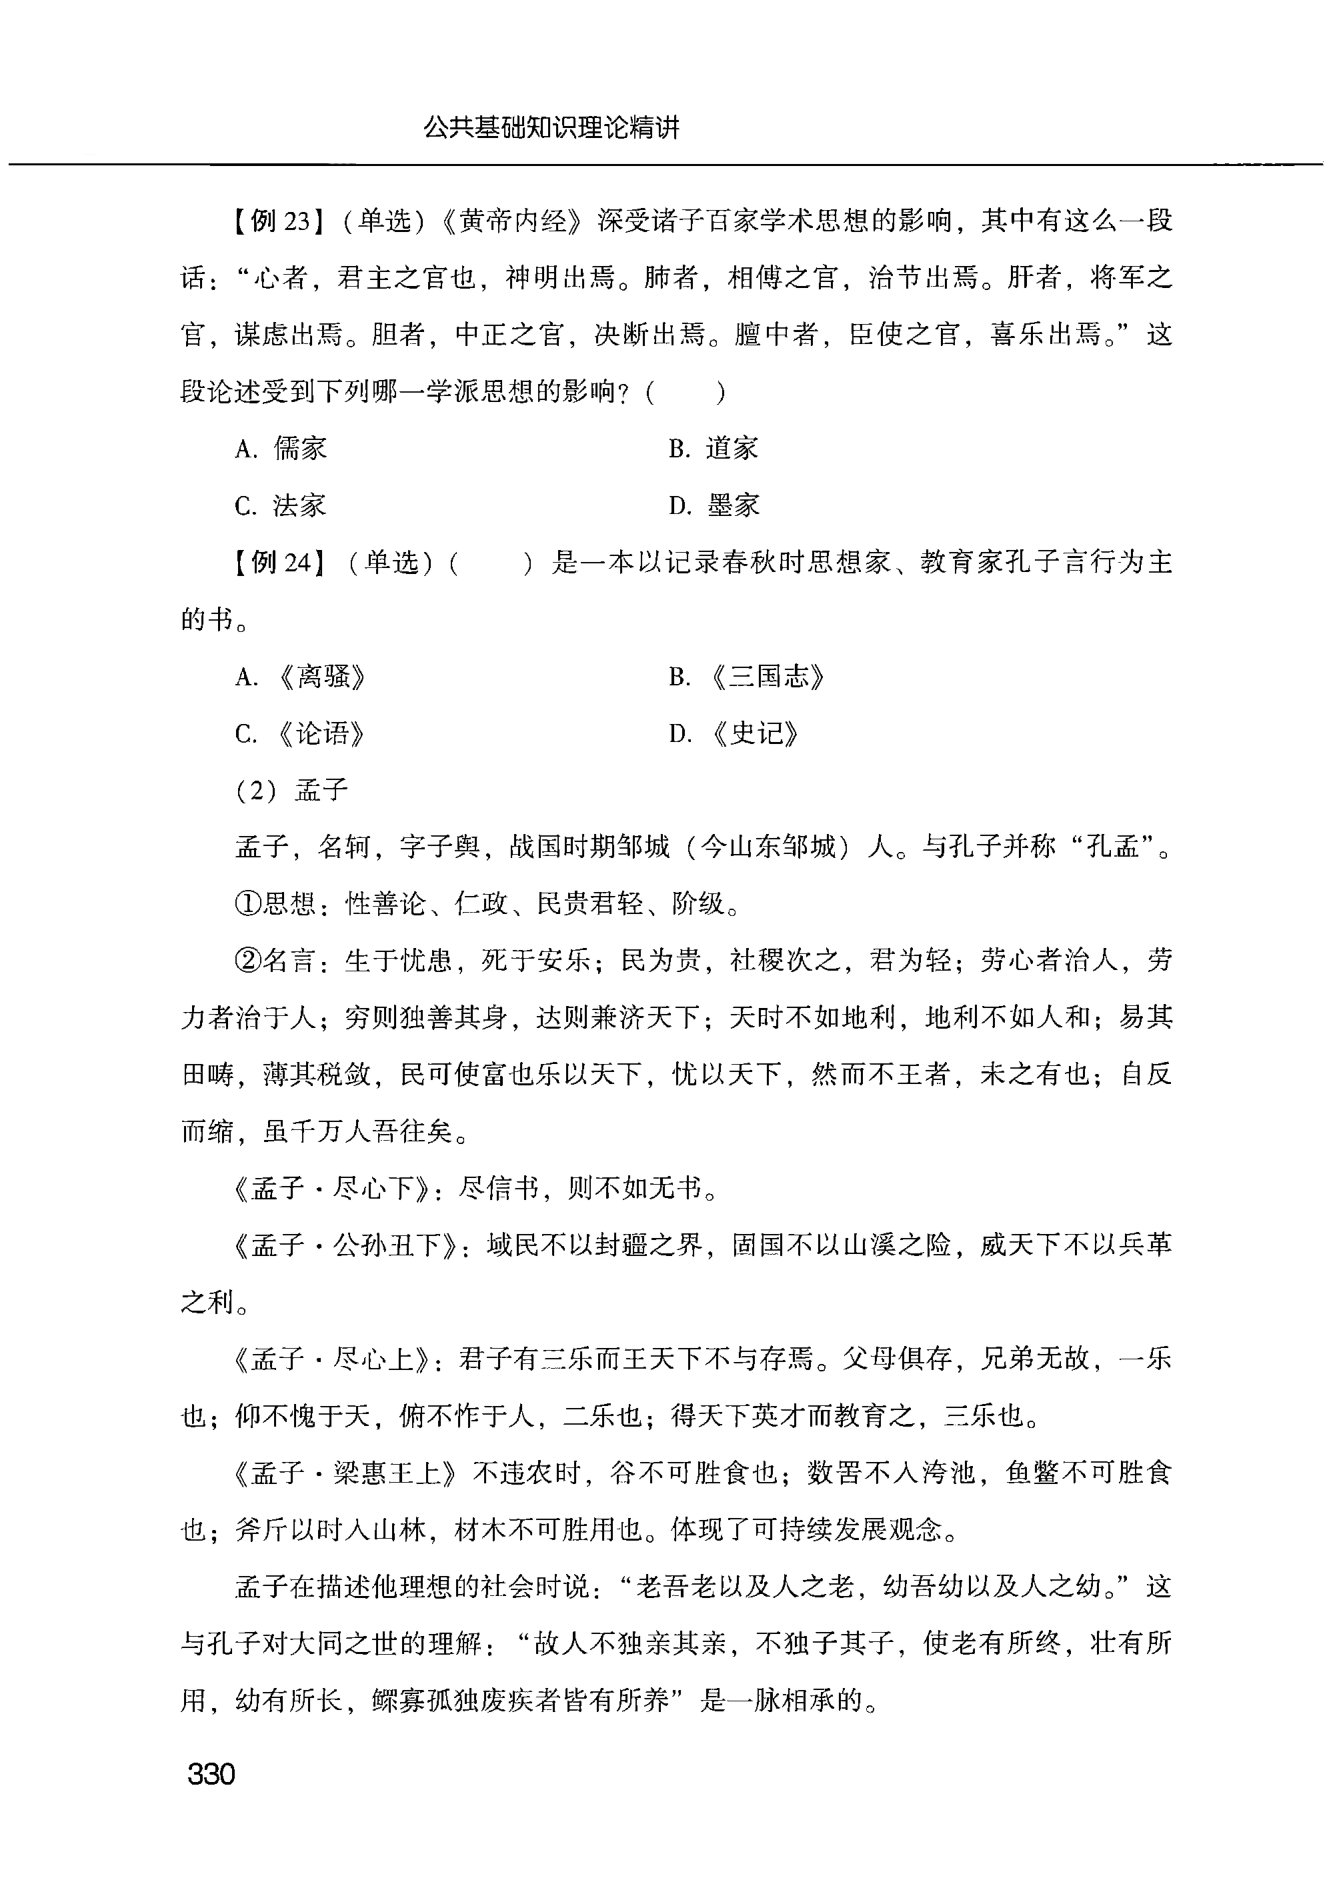 公共基础知识理论精讲
【例 23】（单选）《黄帝内经》深受诸子百家学术思想的影响，其中有这么一段
话：“心者，君主之官也，神明出焉。肺者，相傅之官，治节出焉。肝者，将军之
官，谋虑出焉。胆者，中正之官，决断出焉。膻中者，臣使之官，喜乐出焉。”这
段论述受到下列哪一学派思想的影响？（　　）
A. 儒家　B. 道家
C. 法家　D. 墨家
【例 24】（单选）（　　）是一本以记录春秋时思想家、教育家孔子言行为主
的书。
A.《离骚》　B.《三国志》
C.《论语》　D.《史记》
（2）孟子
孟子，名轲，字子舆，战国时期邹城（今山东邹城）人。与孔子并称“孔孟”。
①思想：性善论、仁政、民贵君轻、阶级。
②名言：生于忧患，死于安乐；民为贵，社稷次之，君为轻；劳心者治人，劳
力者治于人；穷则独善其身，达则兼济天下；天时不如地利，地利不如人和；易其
田畴，薄其税敛，民可使富也乐以天下，忧以天下，然而不王者，未之有也；自反
而缩，虽千万人吾往矣。
《孟子·尽心下》：尽信书，则不如无书。
《孟子·公孙丑下》：域民不以封疆之界，固国不以山溪之险，威天下不以兵革
之利。
《孟子·尽心上》：君子有三乐而王天下不与存焉。父母俱存，兄弟无故，一乐
也；仰不愧于天，俯不怍于人，二乐也；得天下英才而教育之，三乐也。
《孟子·梁惠王上》不违农时，谷不可胜食也；数罟不入洿池，鱼鳖不可胜食
也；斧斤以时入山林，材木不可胜用也。体现了可持续发展观念。
孟子在描述他理想的社会时说：“老吾老以及人之老，幼吾幼以及人之幼。”这
与孔子对大同之世的理解：“故人不独亲其亲，不独子其子，使老有所终，壮有所
用，幼有所长，鳏寡孤独废疾者皆有所养”是一脉相承的。
330